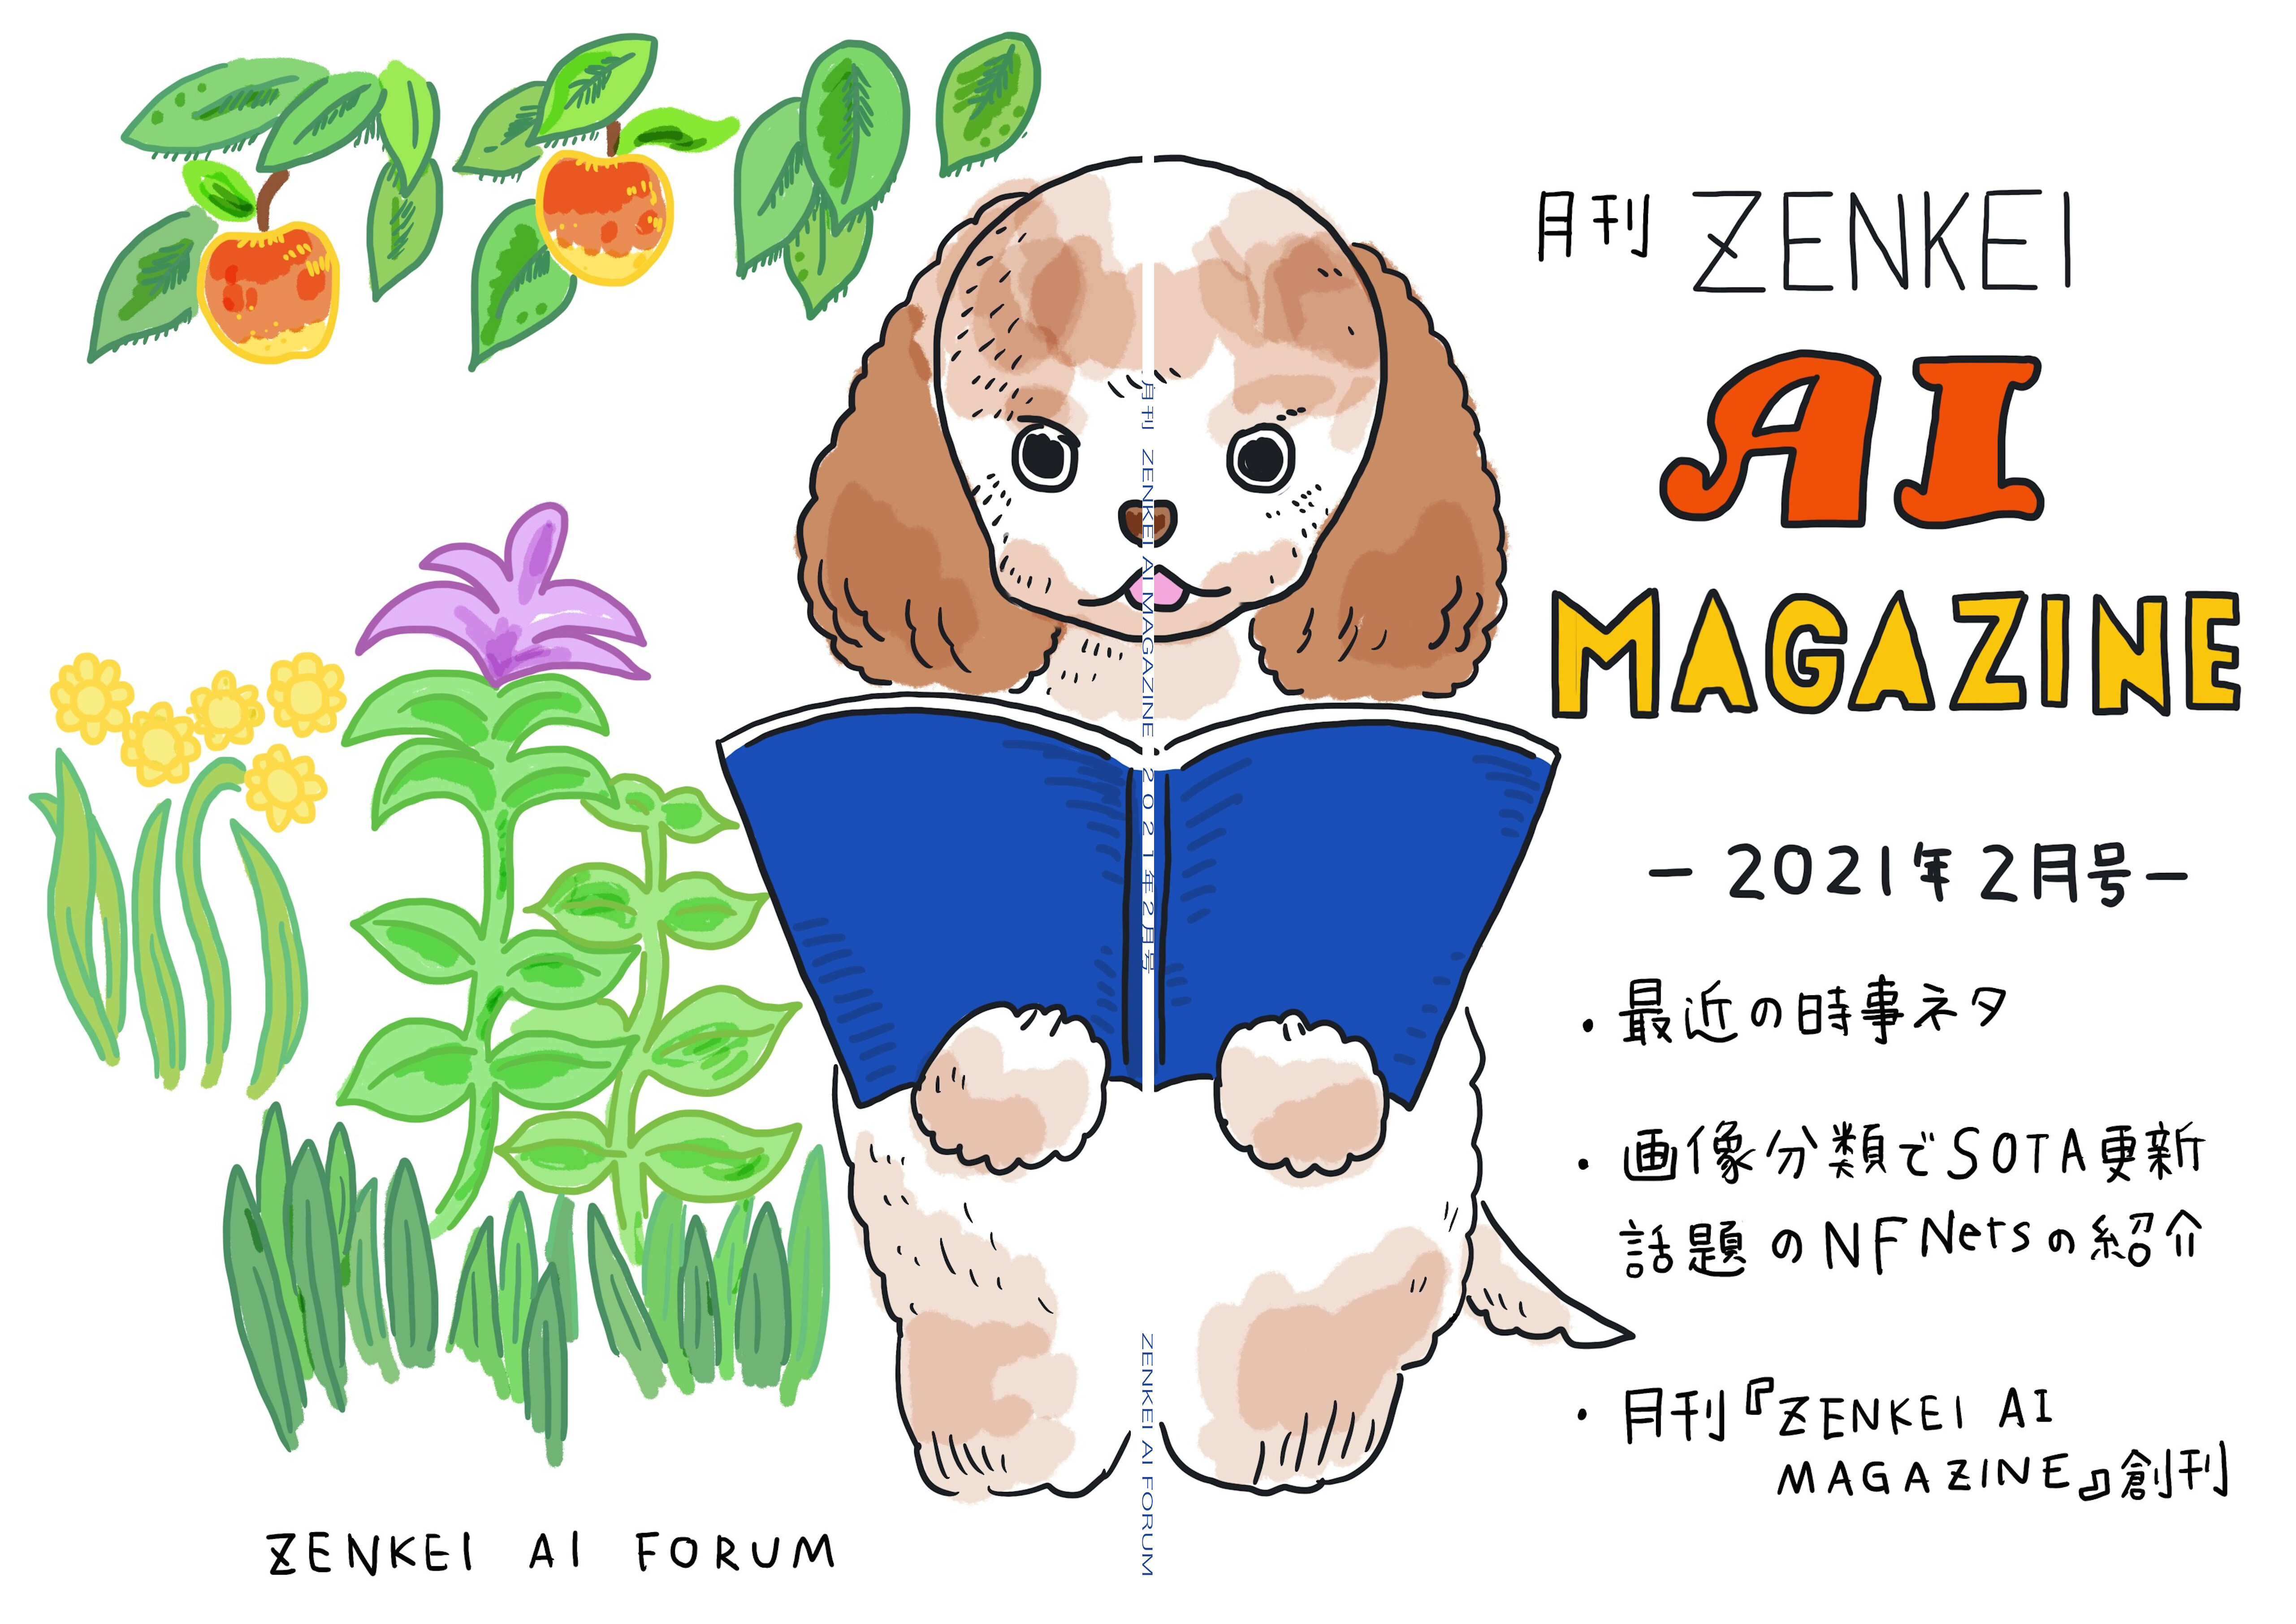 月刊 ZENKEI
AI
MAGAZINE
－2021年2月号－
・最近の時事ネタ
・画像分類でSOTA更新
話題のNFNetsの紹介
・月刊『ZENKEI AI
MAGAZINE』創刊
月刊 ZENKEI AI MAGAZINE 2021年2月号
ZENKEI AI FORUM
ZENKEI AI FORUM